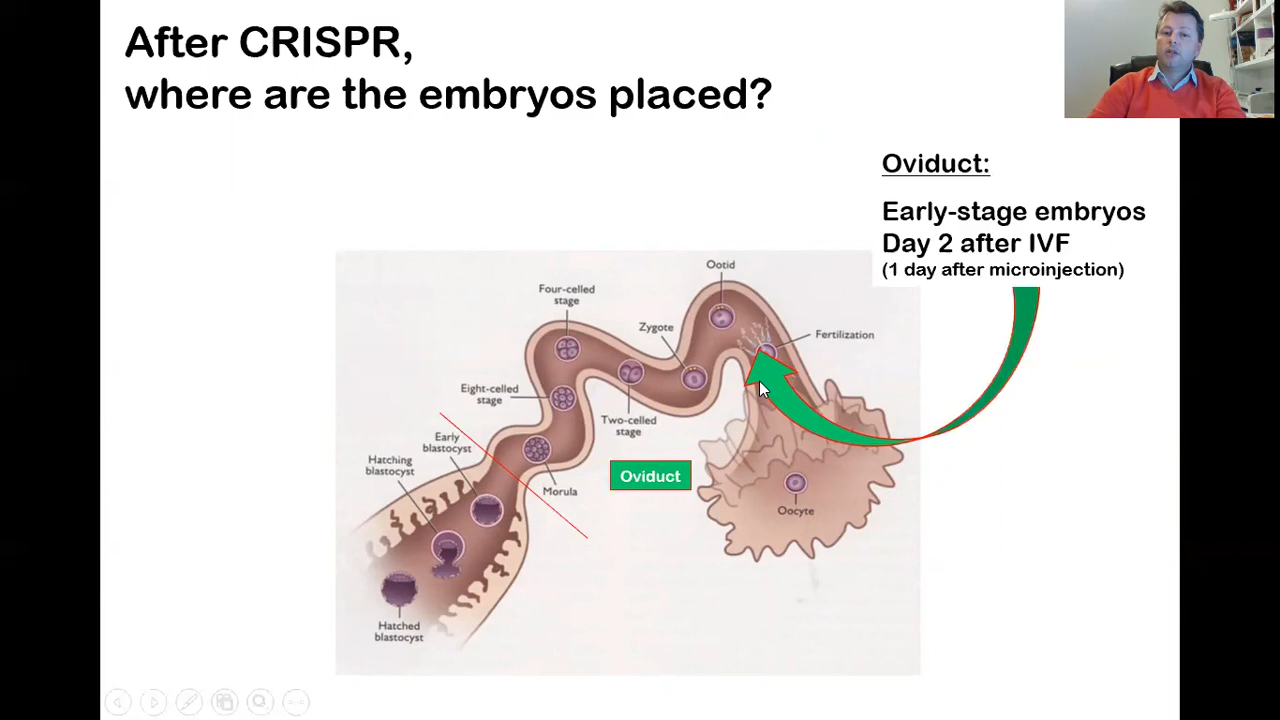 After CRISPR,
where are the embryos placed?
Oviduct:
Early-stage embryos
Day 2 after IVF
(1 day after microinjection)
Ootid
Four-celled
stage
Zygote
Fertilization
Eight-celled
stage
Two-celled
stage
Early
blastocyst
Hatching
blastocyst
Oviduct
Morula
Oocyte
Hatched
blastocyst